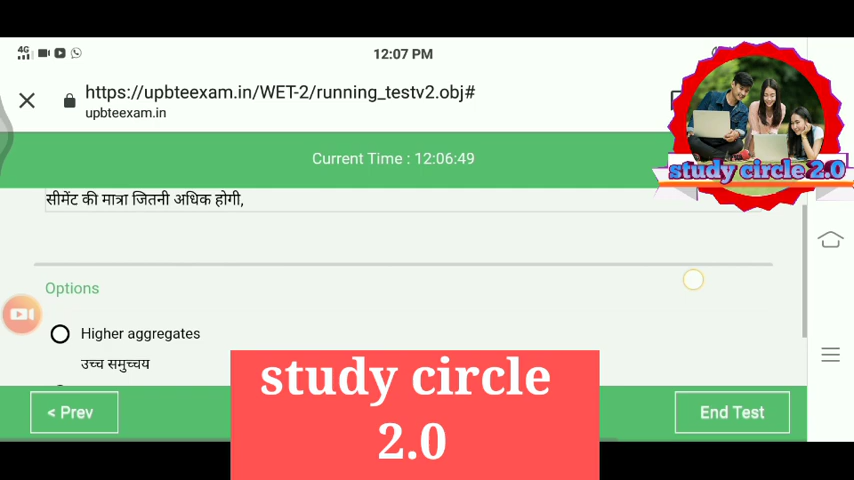 4G
12:07 PM
https://upbteexam.in/WET-2/running_testv2.obj#
upbteexam.in
Current Time : 12:06:49
study circle 2.0
सीमेंट की मात्रा जितनी अधिक होगी,
Options
Higher aggregates
उच्च समुच्चय
study circle
2.0
< Prev
End Test